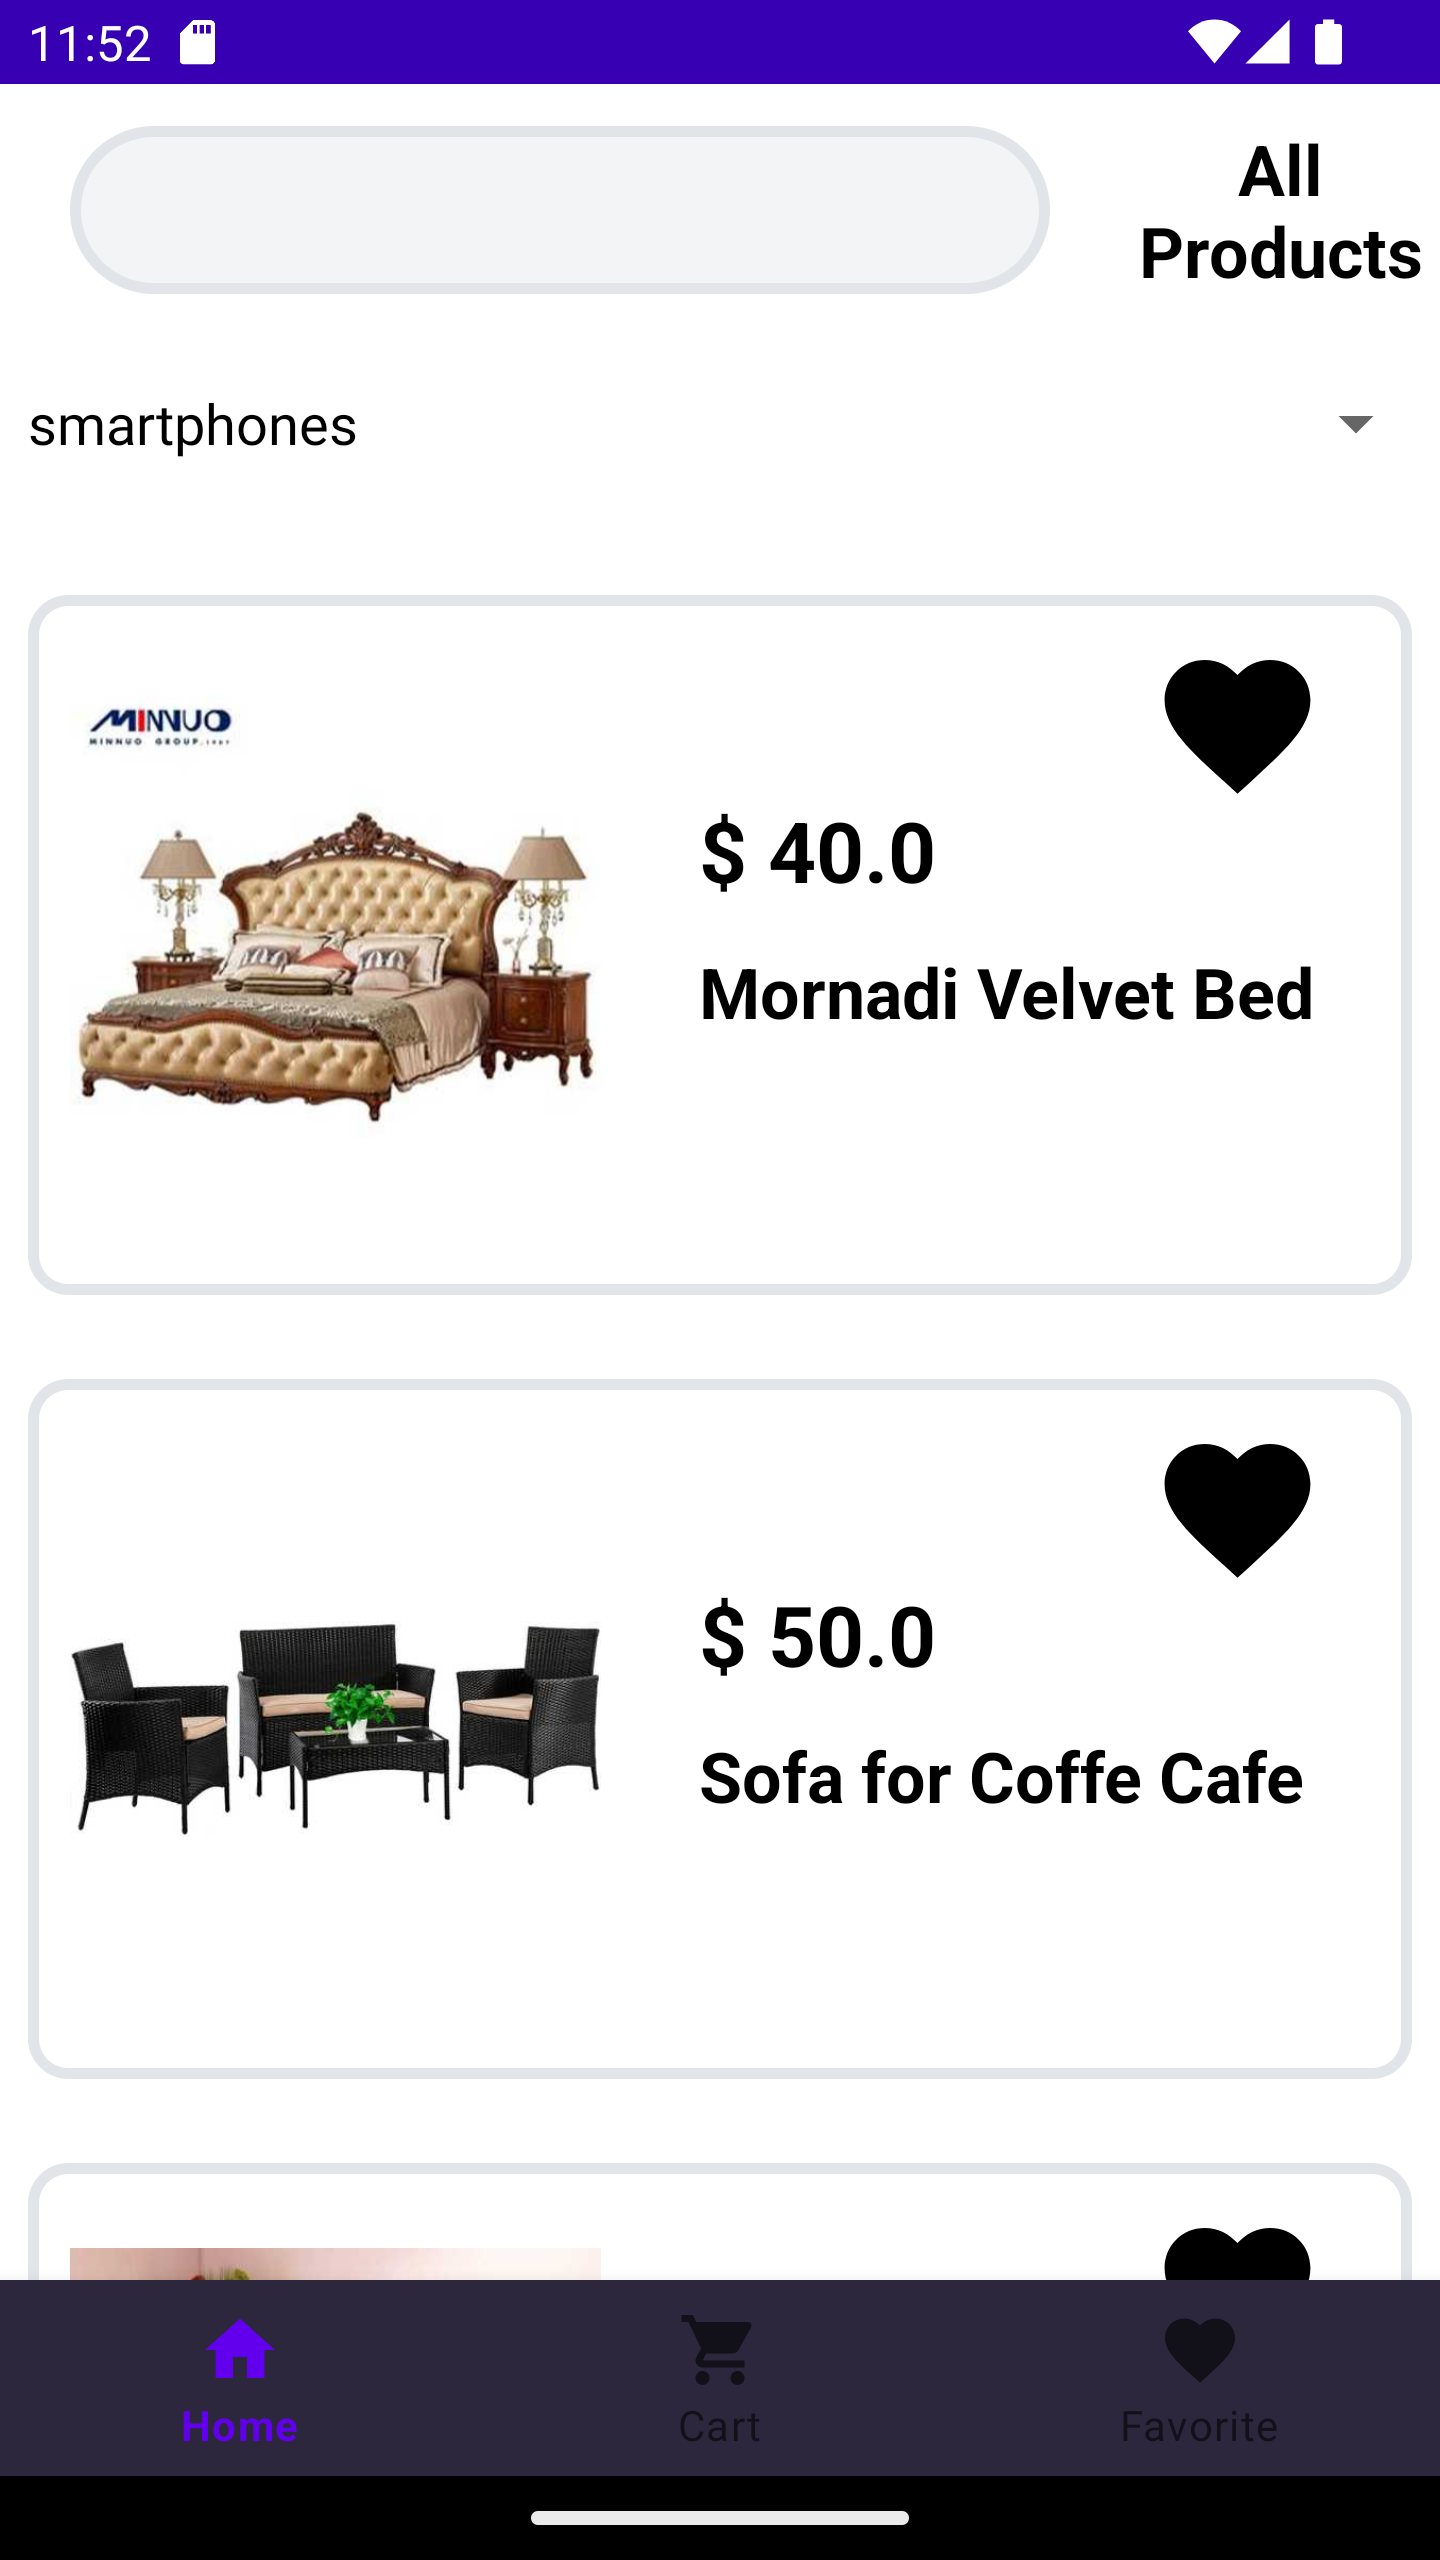 11:52
All
Products
smartphones
MINNUO
MINNUO GROUP.
$ 40.0
Mornadi Velvet Bed
$ 50.0
Sofa for Coffe Cafe
Home
Cart
Favorite